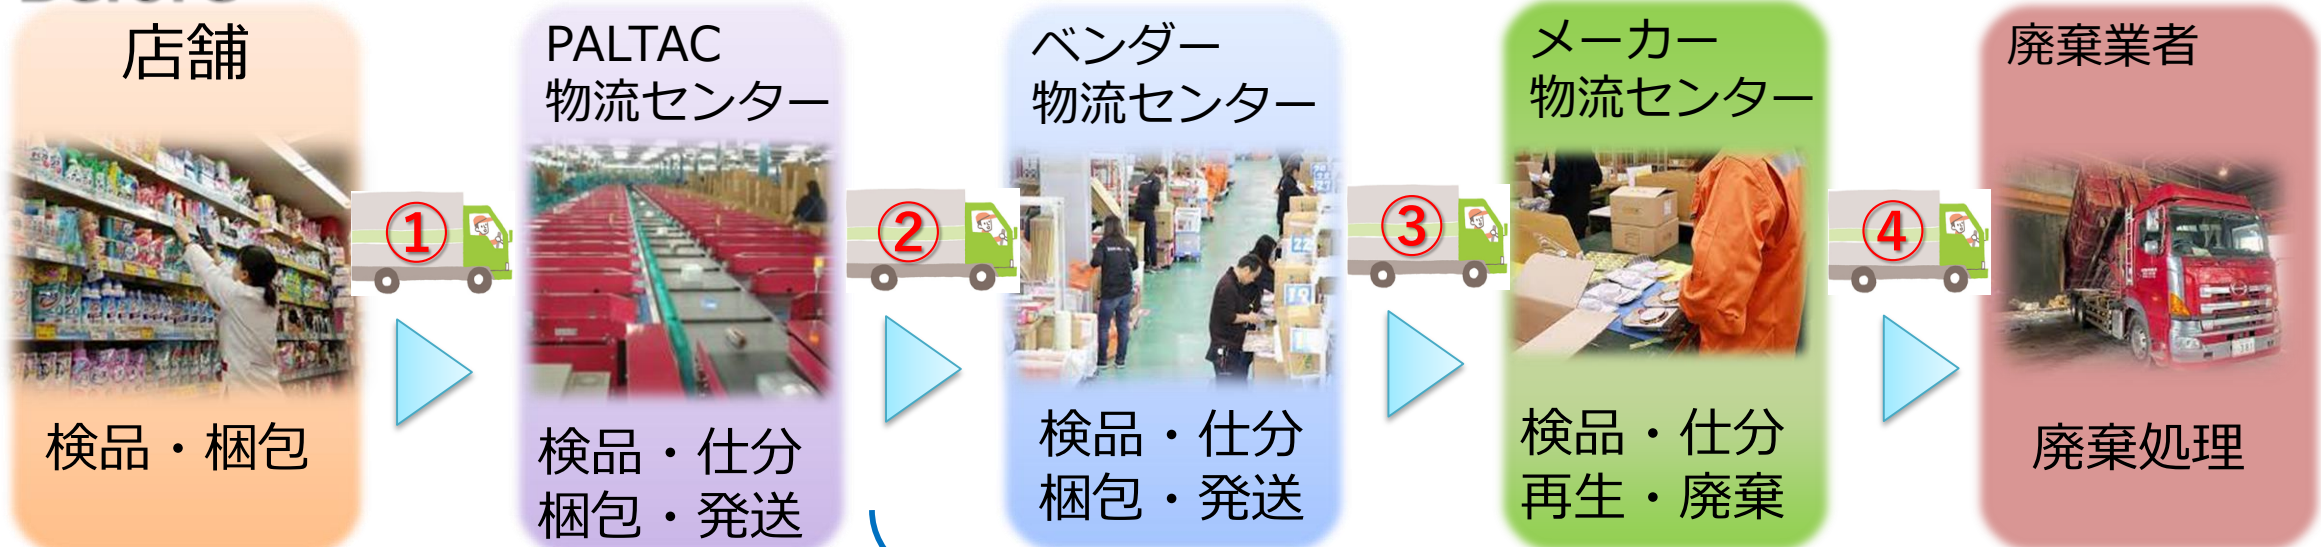 店舗
検品・梱包
①
PALTAC
物流センター
検品・仕分
梱包・発送
②
ベンダー
物流センター
22
19
検品・仕分
梱包・発送
③
メーカー
物流センター
検品・仕分
再生・廃棄
④
廃棄業者
廃棄処理